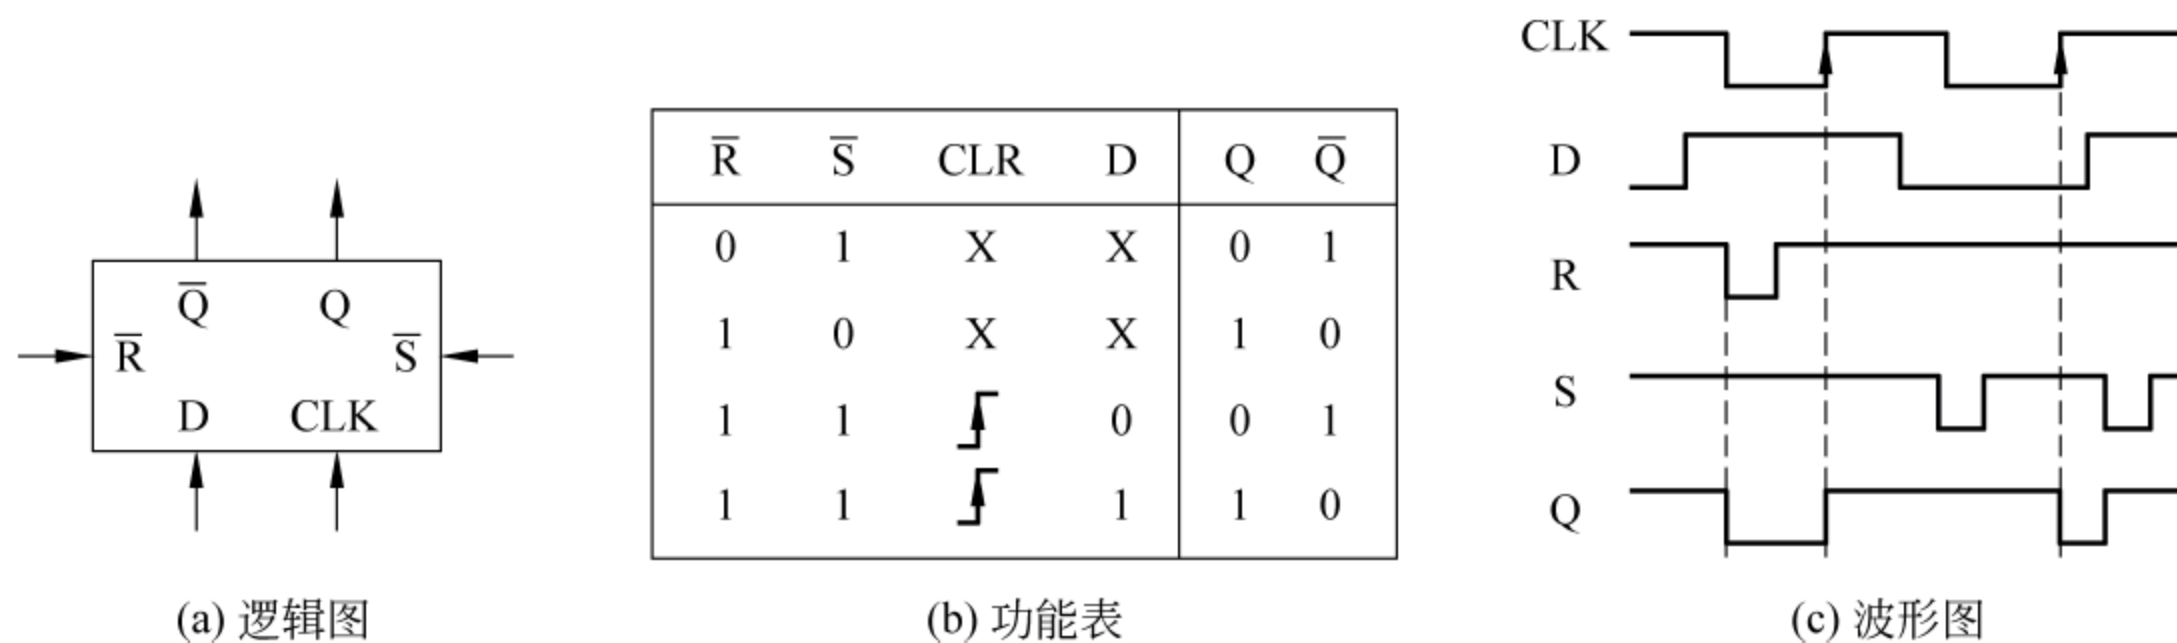 Q̅ Q
R̅ S̅
D CLK
(a) 逻辑图
R̅ S̅ CLR D Q Q̅
0 1 X X 0 1
1 0 X X 1 0
1 1 0 0 1
1 1 1 1 0
(b) 功能表
CLK
D
R
S
Q
(c) 波形图